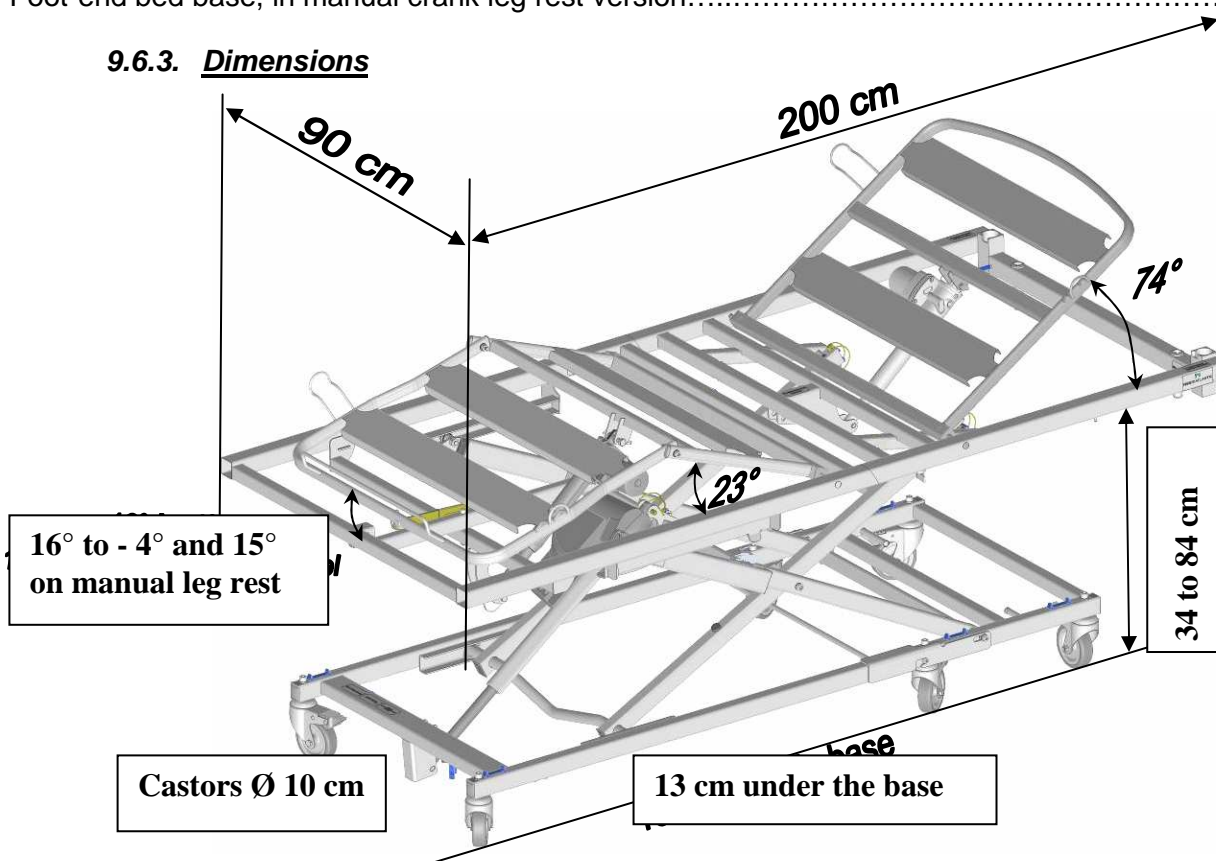 Foot-end bed base, in manual crank leg rest version…..……………………………………………
9.6.3. Dimensions
90 cm
200 cm
74°
23°
16° to - 4° and 15°
on manual leg rest
34 to 84 cm
base
Castors Ø 10 cm
13 cm under the base